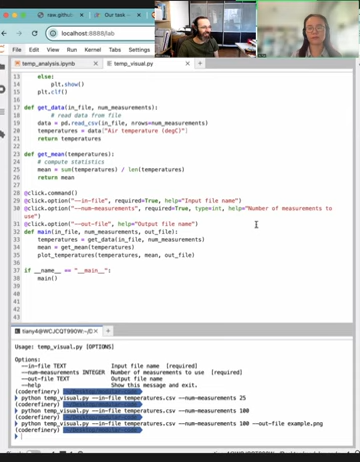 raw.github
Our task
localhost:8888/lab
File Edit View Run Kernel Tabs Settings
temp_analysis.ipynb
temp_visual.py
13 else:
14 plt.show()
15 plt.clf()
16
17 def get_data(in_file, num_measurements):
18 # read data from file
19 data = pd.read_csv(in_file, nrows=num_measurements)
20 temperatures = data["Air temperature (degC)"]
21 return temperatures
22
23 def get_mean(temperatures):
24 # compute statistics
25 mean = sum(temperatures) / len(temperatures)
26 return mean
27
28 @click.command()
29 @click.option("--in-file", required=True, help="Input file name")
30 @click.option("--num-measurements", required=True, type=int, help="Number of measurements to
use")
31 @click.option("--out-file", help="Output file name")
32 def main(in_file, num_measurements, out_file):
33 temperatures = get_data(in_file, num_measurements)
34 mean = get_mean(temperatures)
35 plot_temperatures(temperatures, mean, out_file)
36
37 if __name__ == "__main__":
38 main()
39
40
41
42
43
Usage: temp_visual.py [OPTIONS]
Options:
--in-file TEXT Input file name [required]
--num-measurements INTEGER Number of measurements to use [required]
--out-file TEXT Output file name
--help Show this message and exit.
(coderefinery)
python temp_visual.py --in-file temperatures.csv --num-measurements 25
(coderefinery)
python temp_visual.py --in-file temperatures.csv --num-measurements 100
(coderefinery)
python temp_visual.py --in-file temperatures.csv --num-measurements 100 --out-file example.png
(coderefinery)